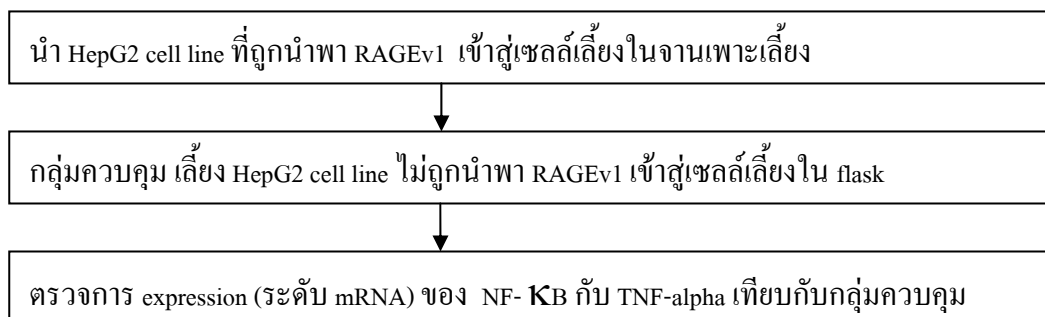 นำ HepG2 cell line ที่ถูกนำพา RAGEv1 เข้าสู่เซลล์เลี้ยงในจานเพาะเลี้ยง
กลุ่มควบคุม เลี้ยง HepG2 cell line ไม่ถูกนำพา RAGEv1 เข้าสู่เซลล์เลี้ยงใน flask
ตรวจการ expression (ระดับ mRNA) ของ NF- ΚB กับ TNF-alpha เทียบกับกลุ่มควบคุม